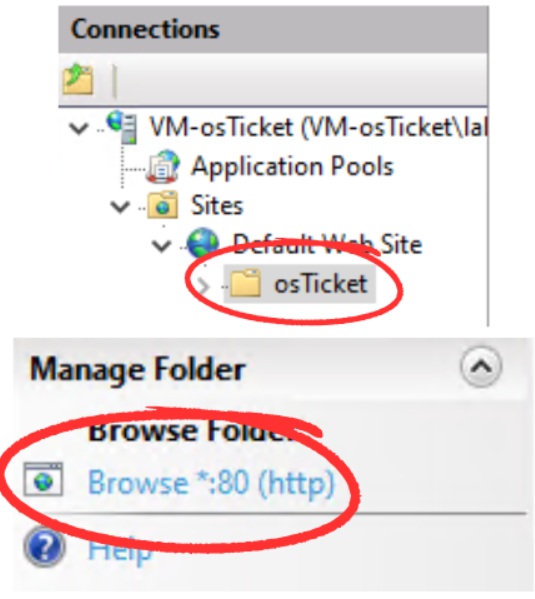 Connections
VM-osTicket (VM-osTicket\lal
Application Pools
Sites
Default Web Site
osTicket
Manage Folder
Browse Folder
Browse *:80 (http)
Help